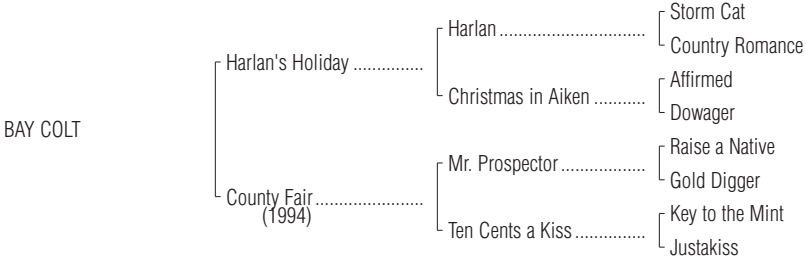 Storm Cat
Harlan..............................
Country Romance
Harlan's Holiday ...............
Affirmed
Christmas in Aiken ...........
Dowager
BAY COLT
Raise a Native
Mr. Prospector ..................
Gold Digger
County Fair.......................
(1994)
Key to the Mint
Ten Cents a Kiss ...............
Justakiss